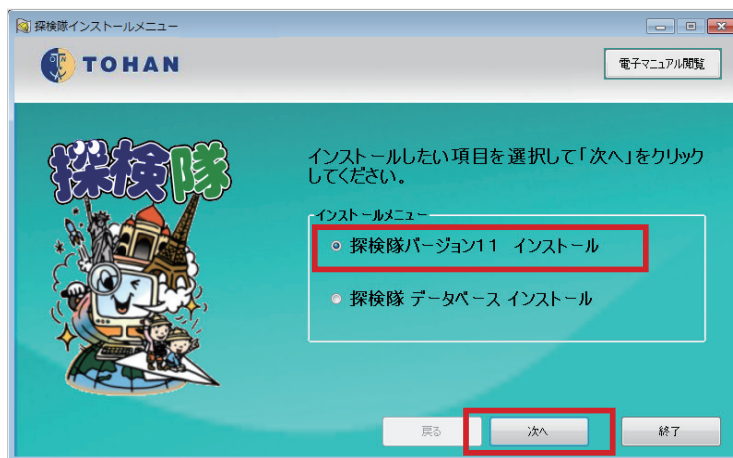 探検隊インストールメニュー
TOHAN
電子マニュアル閲覧
探検隊
インストールしたい項目を選択して「次へ」をクリック
してください。
インストールメニュー
探検隊バージョン11 インストール
探検隊 データベース インストール
戻る
次へ
終了